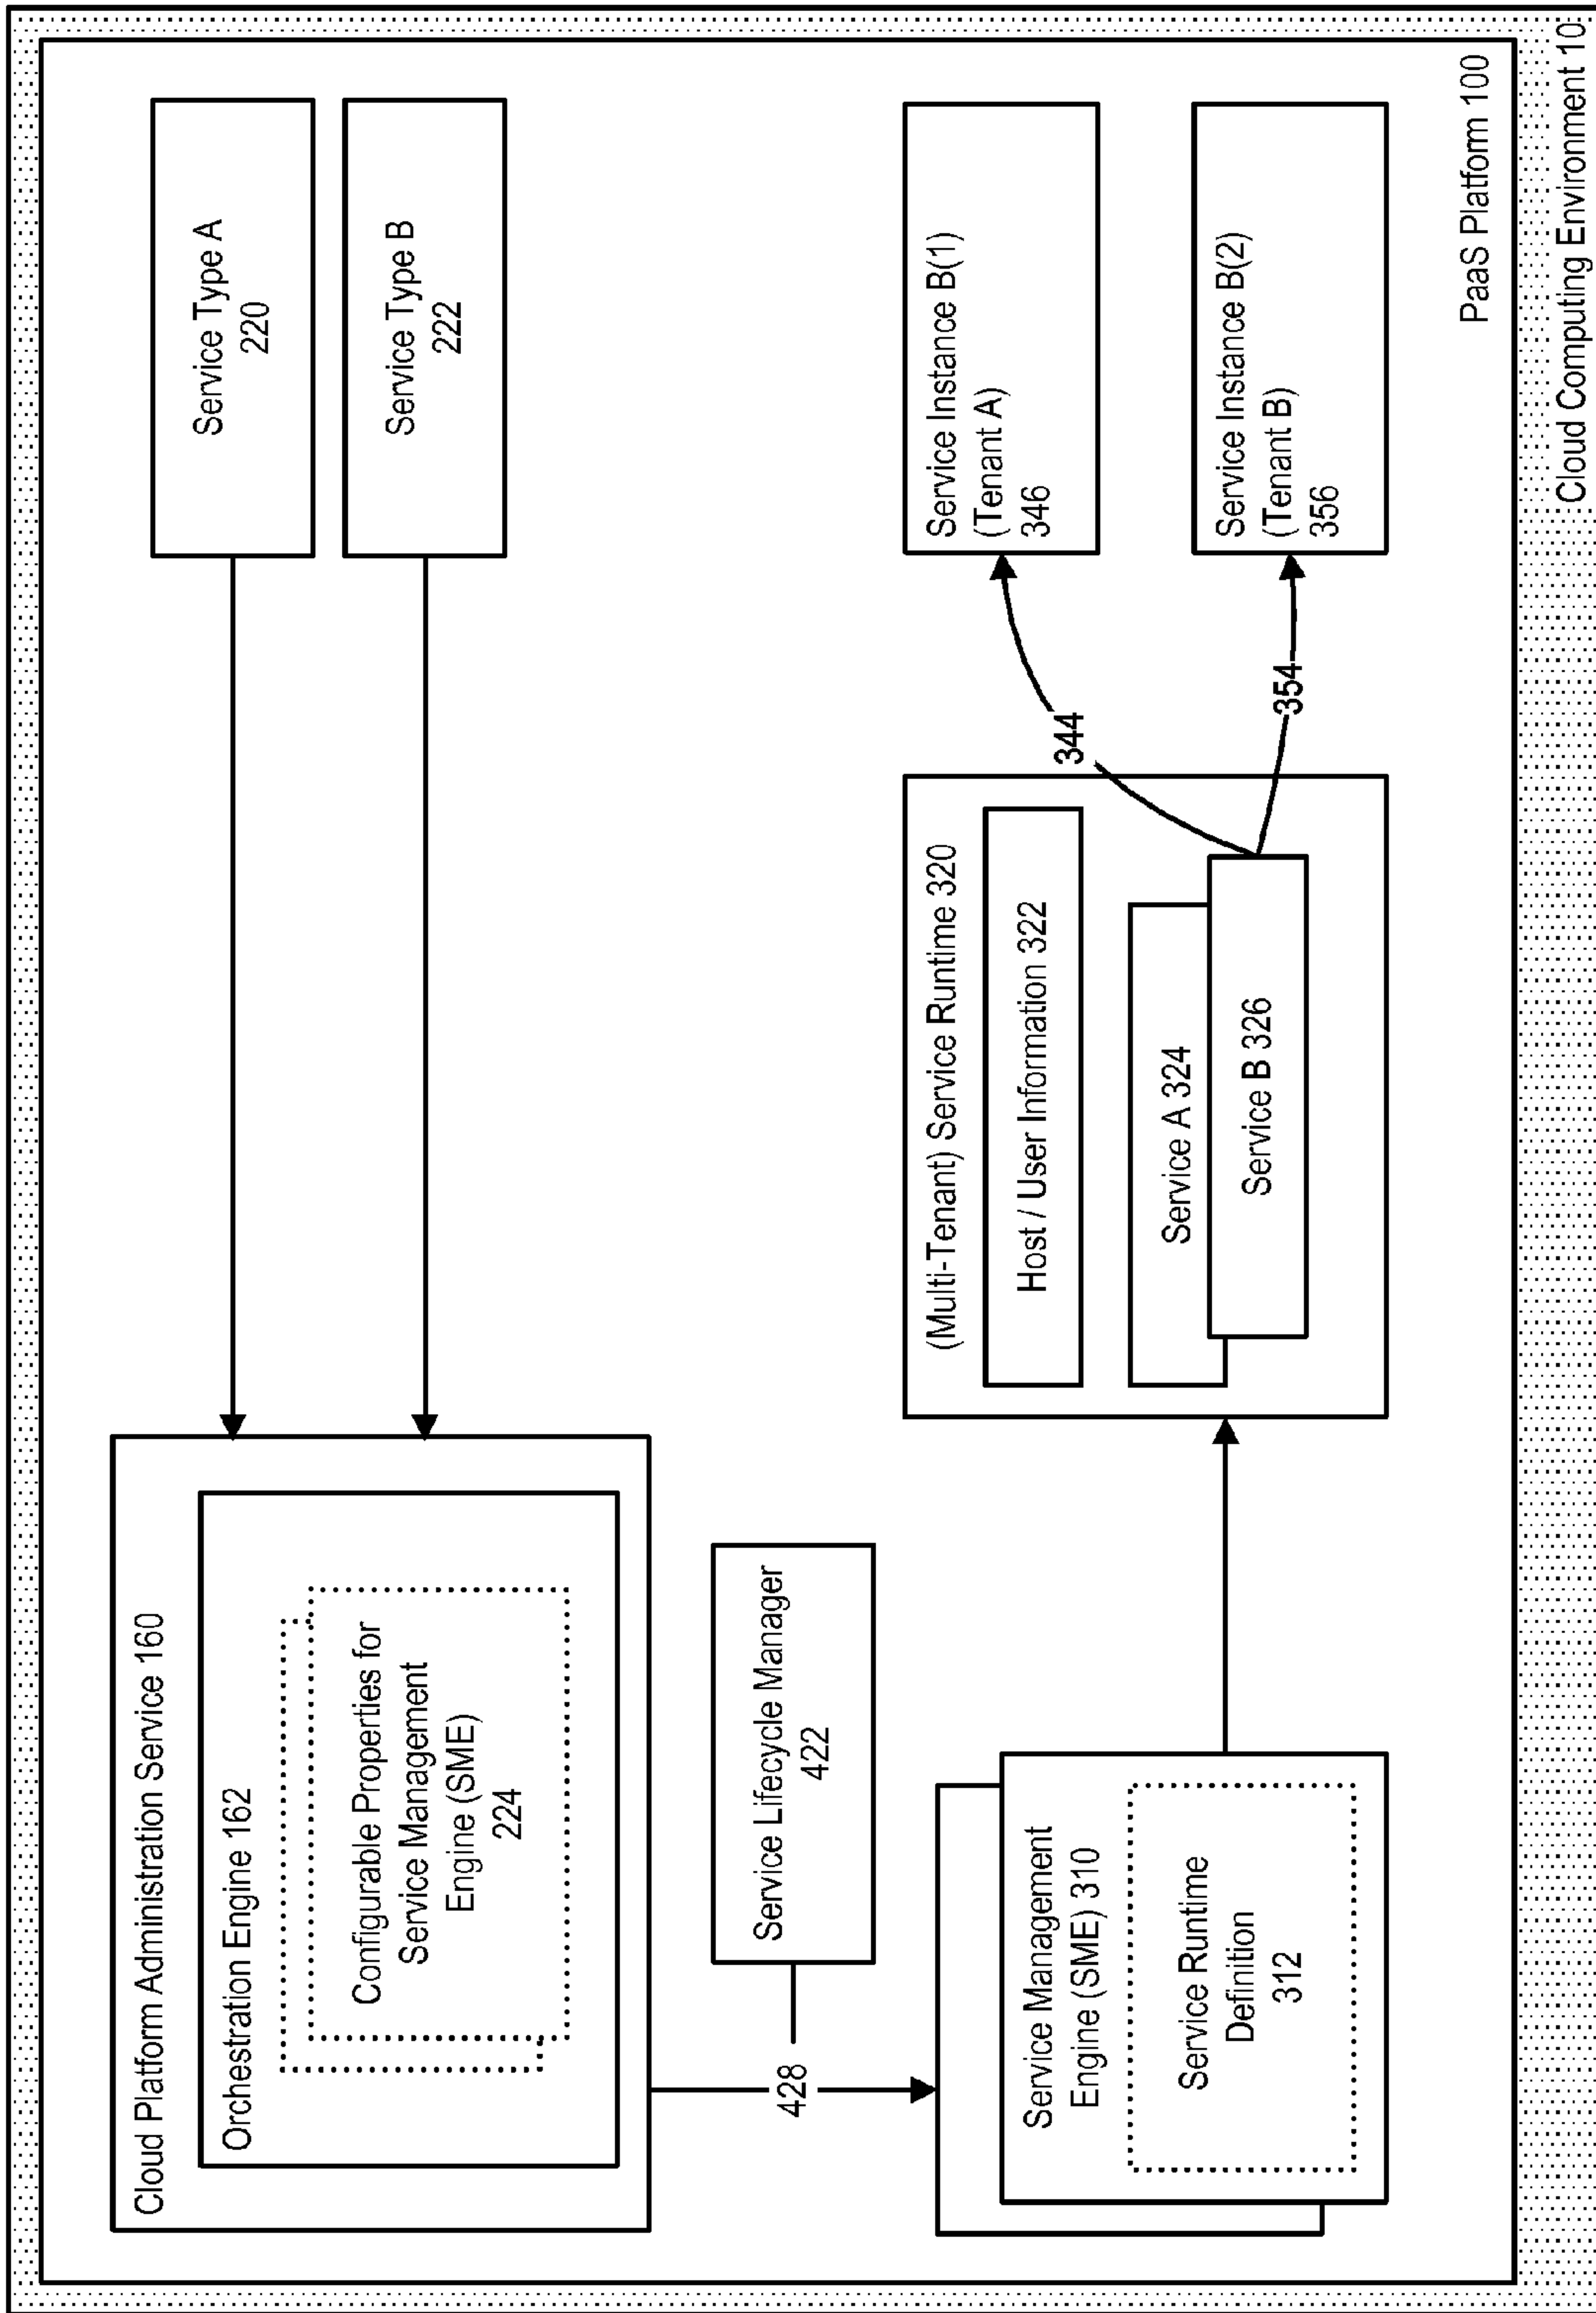 Cloud Platform Administration Service 160
Orchestration Engine 162
Configurable Properties for
Service Management
Engine (SME)
224
Service Type A
220
Service Type B
222
Service Lifecycle Manager
422
428
Service Management
Engine (SME) 310
Service Runtime
Definition
312
(Multi-Tenant) Service Runtime 320
Host / User Information 322
Service A 324
Service B 326
344
354
Service Instance B(1)
(Tenant A)
346
Service Instance B(2)
(Tenant B)
356
PaaS Platform 100
Cloud Computing Environment 10